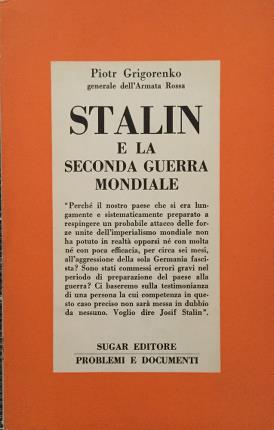 Piotr Grigorenko
generale dell'Armata Rossa
STALIN
E LA
SECONDA GUERRA
MONDIALE
"Perché il nostro paese che si era lun-
gamente e sistematicamente preparato a
respingere un probabile attacco delle for-
ze unite dell'imperialismo mondiale non
ha potuto in realtà opporsi né con molta
né con poca efficacia, per circa sei mesi,
all'aggressione della sola Germania fasci-
sta? Sono stati commessi errori gravi nel
periodo di preparazione del paese alla
guerra? Ci baseremo sulla testimonianza
di una persona la cui competenza in que-
sto caso preciso non sarà messa in dubbio
da nessuno. Voglio dire Josif Stalin".
SUGAR EDITORE
PROBLEMI E DOCUMENTI